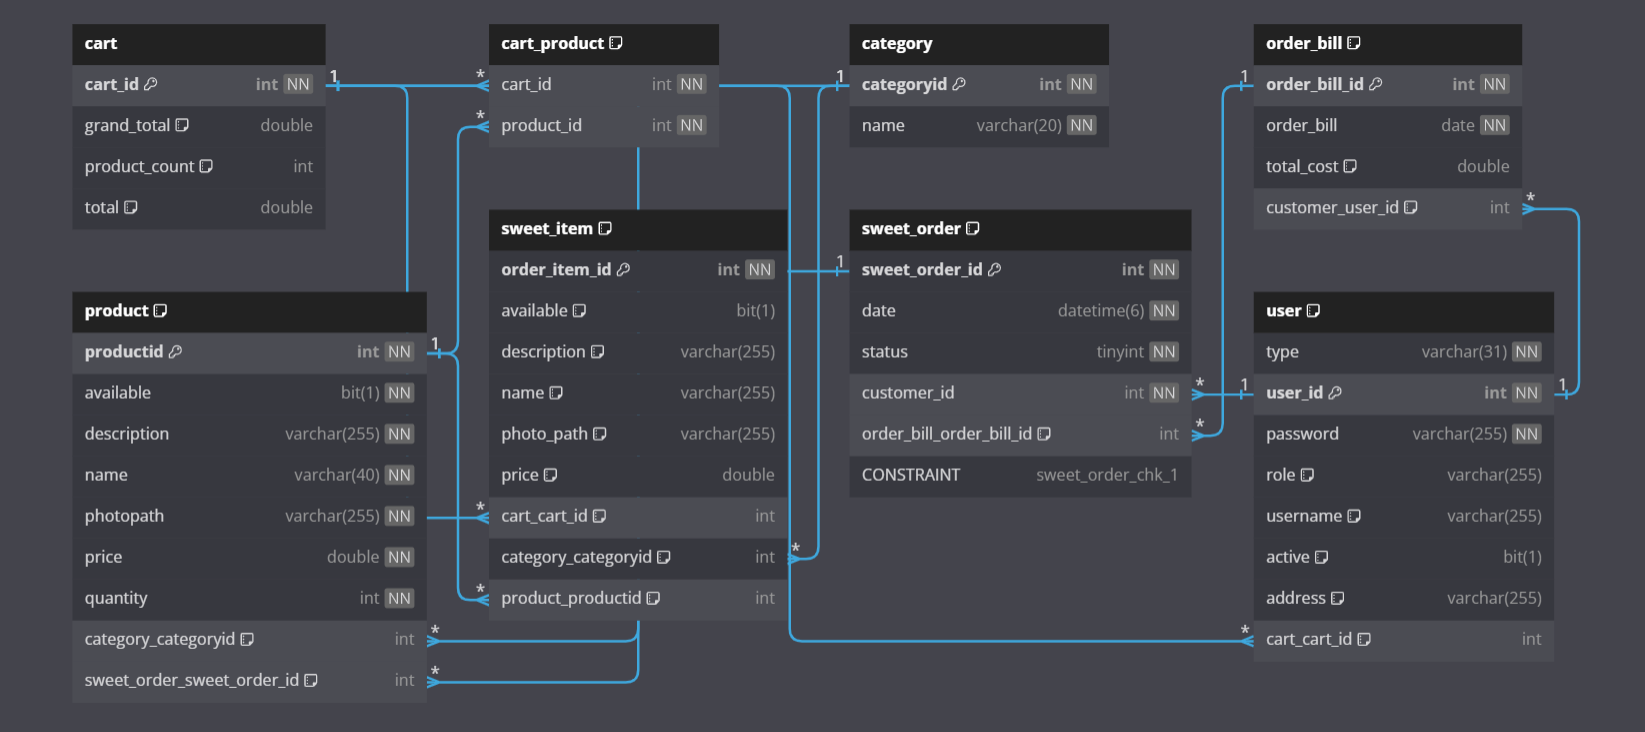 cart
cart_id int NN
grand_total double
product_count int
total double
cart_product
cart_id int NN
product_id int NN
category
categoryid int NN
name varchar(20) NN
order_bill
order_bill_id int NN
order_bill date NN
total_cost double
customer_user_id int
sweet_item
order_item_id int NN
available bit(1)
description varchar(255)
name varchar(255)
photo_path varchar(255)
price double
cart_cart_id int
category_categoryid int
product_productid int
sweet_order
sweet_order_id int NN
date datetime(6) NN
status tinyint NN
customer_id int NN
order_bill_order_bill_id int
CONSTRAINT sweet_order_chk_1
product
productid int NN
available bit(1) NN
description varchar(255) NN
name varchar(40) NN
photopath varchar(255) NN
price double NN
quantity int NN
category_categoryid int
sweet_order_sweet_order_id int
user
type varchar(31) NN
user_id int NN
password varchar(255) NN
role varchar(255)
username varchar(255)
active bit(1)
address varchar(255)
cart_cart_id int
1
*
*
1
1
*
1
1
*
1
1
*
*
*
*
*
*
*
*